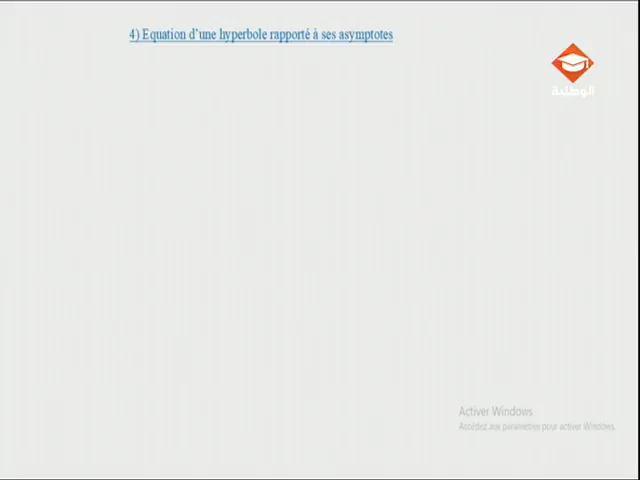 4) Equation d'une hyperbole rapporté à ses asymptotes
الوطنية
Activer Windows
Accédez aux paramètres pour activer Windows.